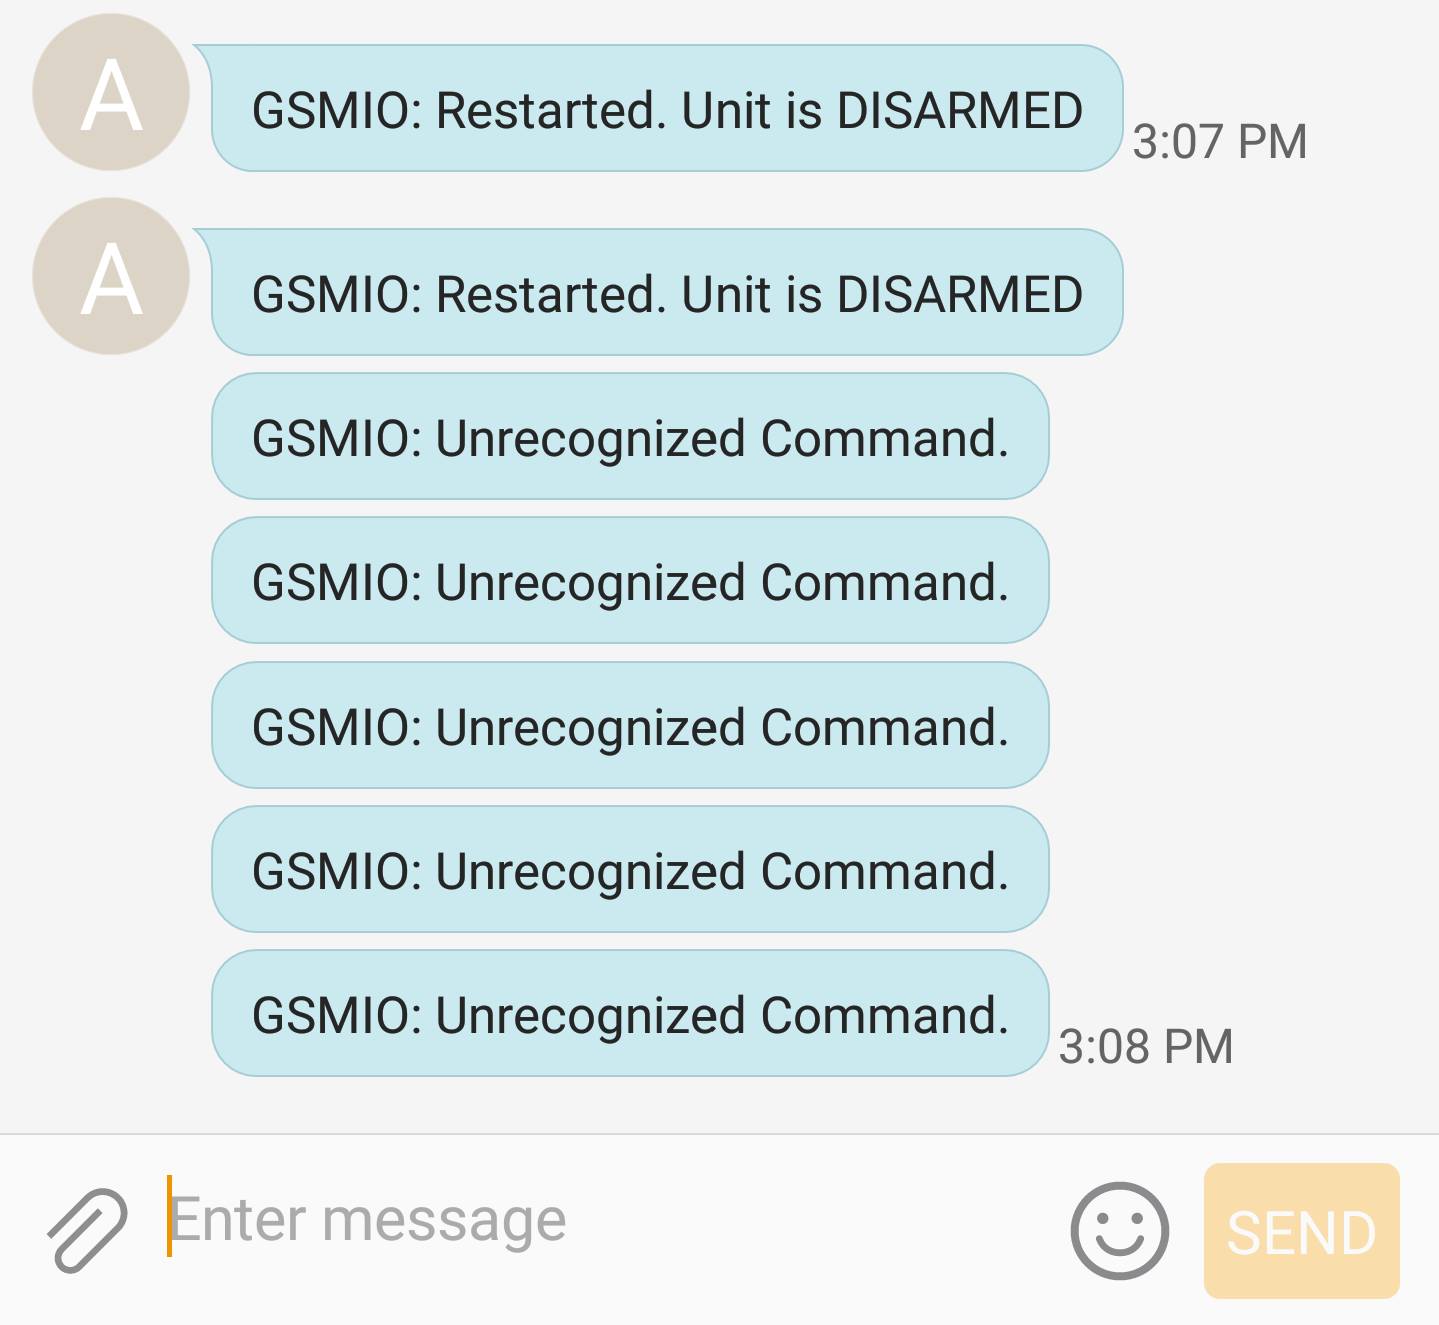 A
GSMIO: Restarted. Unit is DISARMED
3:07 PM
A
GSMIO: Restarted. Unit is DISARMED
GSMIO: Unrecognized Command.
GSMIO: Unrecognized Command.
GSMIO: Unrecognized Command.
GSMIO: Unrecognized Command.
GSMIO: Unrecognized Command.
3:08 PM
Enter message
SEND